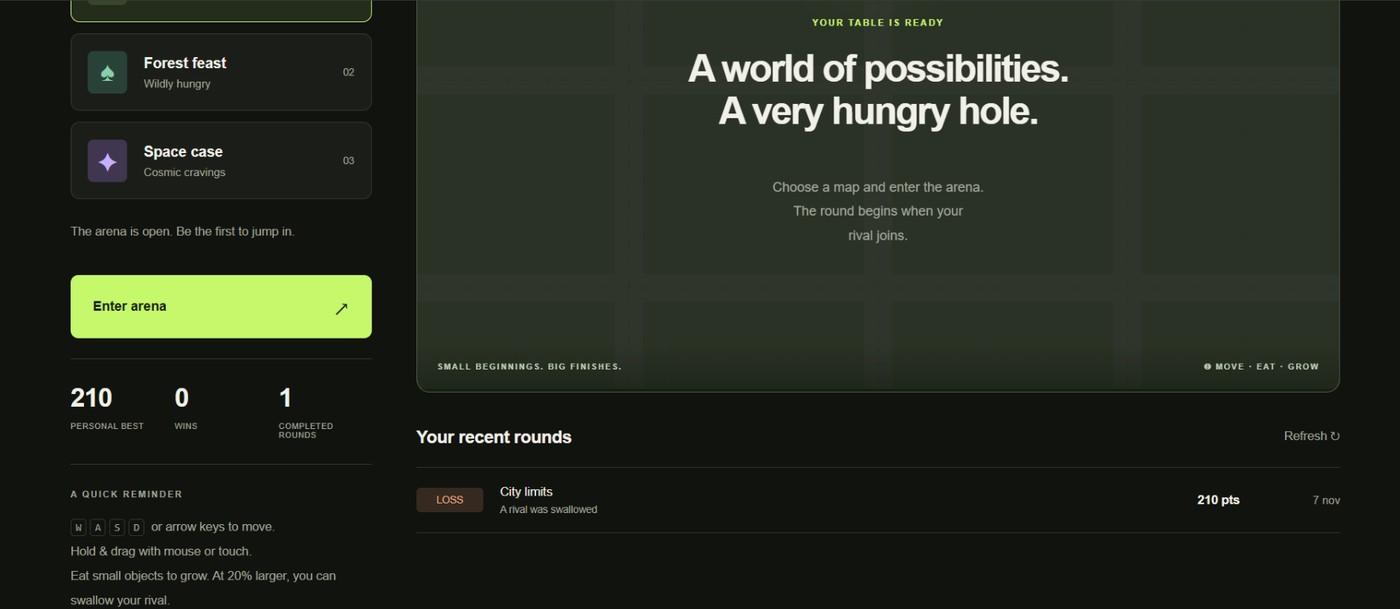 Forest feast
Wildly hungry
02
Space case
Cosmic cravings
03
The arena is open. Be the first to jump in.
Enter arena ↗
210
PERSONAL BEST
0
WINS
1
COMPLETED
ROUNDS
A QUICK REMINDER
W A S D or arrow keys to move.
Hold & drag with mouse or touch.
Eat small objects to grow. At 20% larger, you can
swallow your rival.
YOUR TABLE IS READY
A world of possibilities.
A very hungry hole.
Choose a map and enter the arena.
The round begins when your
rival joins.
SMALL BEGINNINGS. BIG FINISHES.
MOVE · EAT · GROW
Your recent rounds
Refresh ↻
LOSS
City limits
A rival was swallowed
210 pts
7 nov